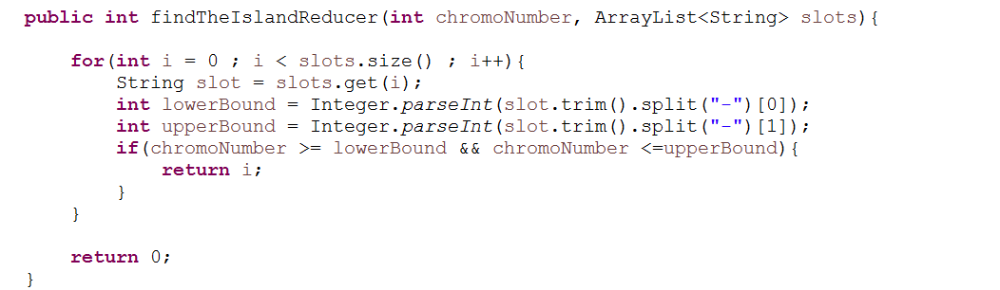 public int findTheIslandReducer(int chromoNumber, ArrayList<String> slots){
for(int i = 0 ; i < slots.size() ; i++){
String slot = slots.get(i);
int lowerBound = Integer.parseInt(slot.trim().split("-")[0]);
int upperBound = Integer.parseInt(slot.trim().split("-")[1]);
if(chromoNumber >= lowerBound && chromoNumber <=upperBound){
return i;
}
}
return 0;
}